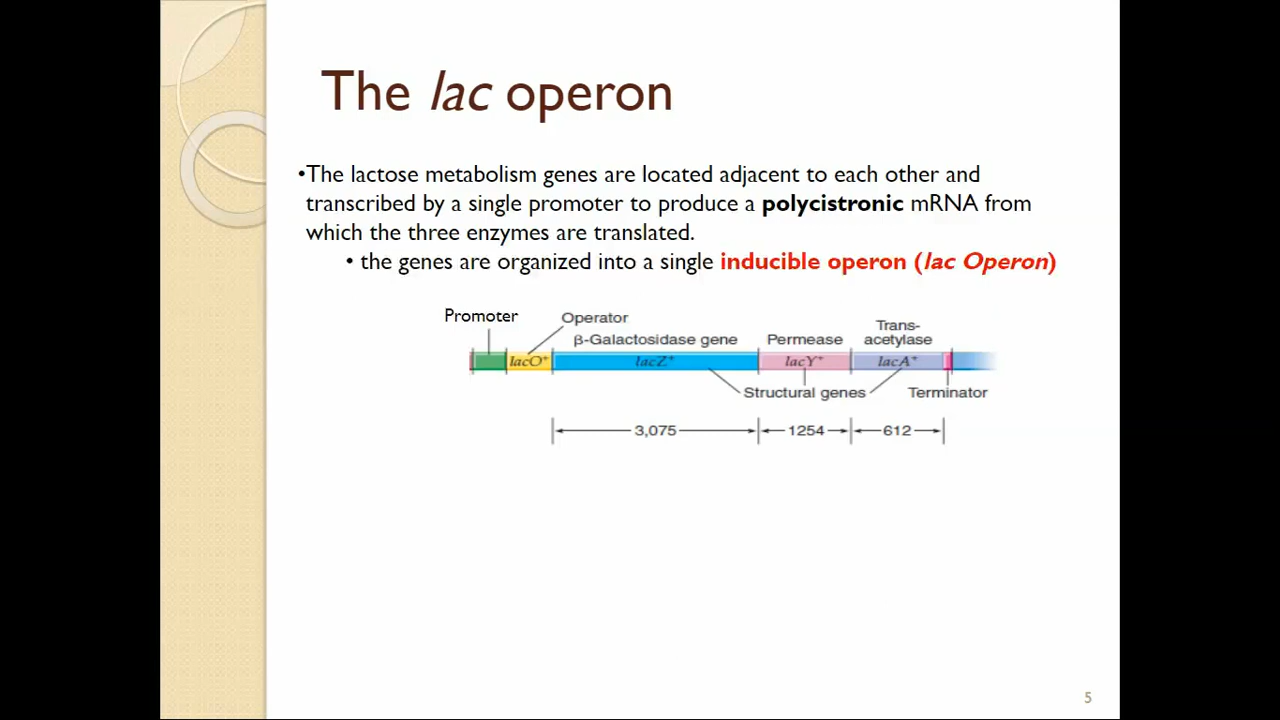 The lac operon
•The lactose metabolism genes are located adjacent to each other and
transcribed by a single promoter to produce a polycistronic mRNA from
which the three enzymes are translated.
• the genes are organized into a single inducible operon (lac Operon)
Promoter
Operator
β-Galactosidase gene
Permease
Trans-
acetylase
lacO⁺
lacZ⁺
lacY⁺
lacA⁺
Structural genes
Terminator
3,075
1254
612
5